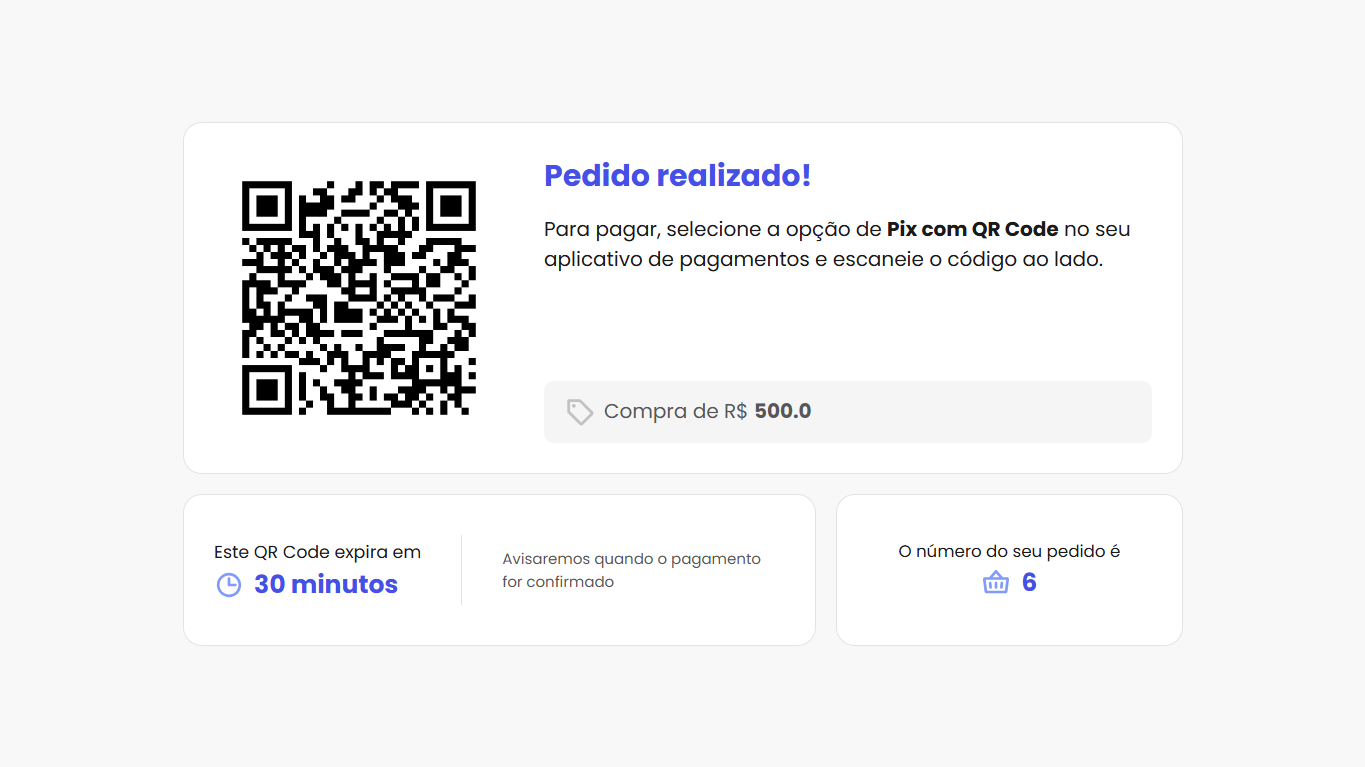 Pedido realizado!
Para pagar, selecione a opção de Pix com QR Code no seu
aplicativo de pagamentos e escaneie o código ao lado.
Compra de R$ 500.0
Este QR Code expira em
30 minutos
Avisaremos quando o pagamento
for confirmado
O número do seu pedido é
6